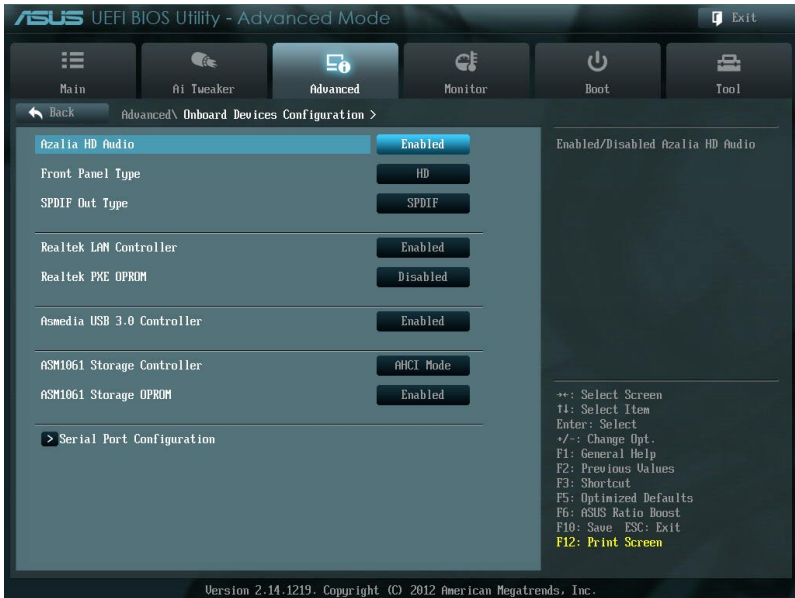 ASUS UEFI BIOS Utility - Advanced Mode
Exit
Main
Ai Tweaker
Advanced
Monitor
Boot
Tool
Back
Advanced\ Onboard Devices Configuration >
Azalia HD Audio Enabled
Front Panel Type HD
SPDIF Out Type SPDIF
Realtek LAN Controller Enabled
Realtek PXE OPROM Disabled
Asmedia USB 3.0 Controller Enabled
ASM1061 Storage Controller AHCI Mode
ASM1061 Storage OPROM Enabled
> Serial Port Configuration
Enabled/Disabled Azalia HD Audio
→←: Select Screen
↑↓: Select Item
Enter: Select
+/-: Change Opt.
F1: General Help
F2: Previous Values
F3: Shortcut
F5: Optimized Defaults
F6: ASUS Ratio Boost
F10: Save ESC: Exit
F12: Print Screen
Version 2.14.1219. Copyright (C) 2012 American Megatrends, Inc.